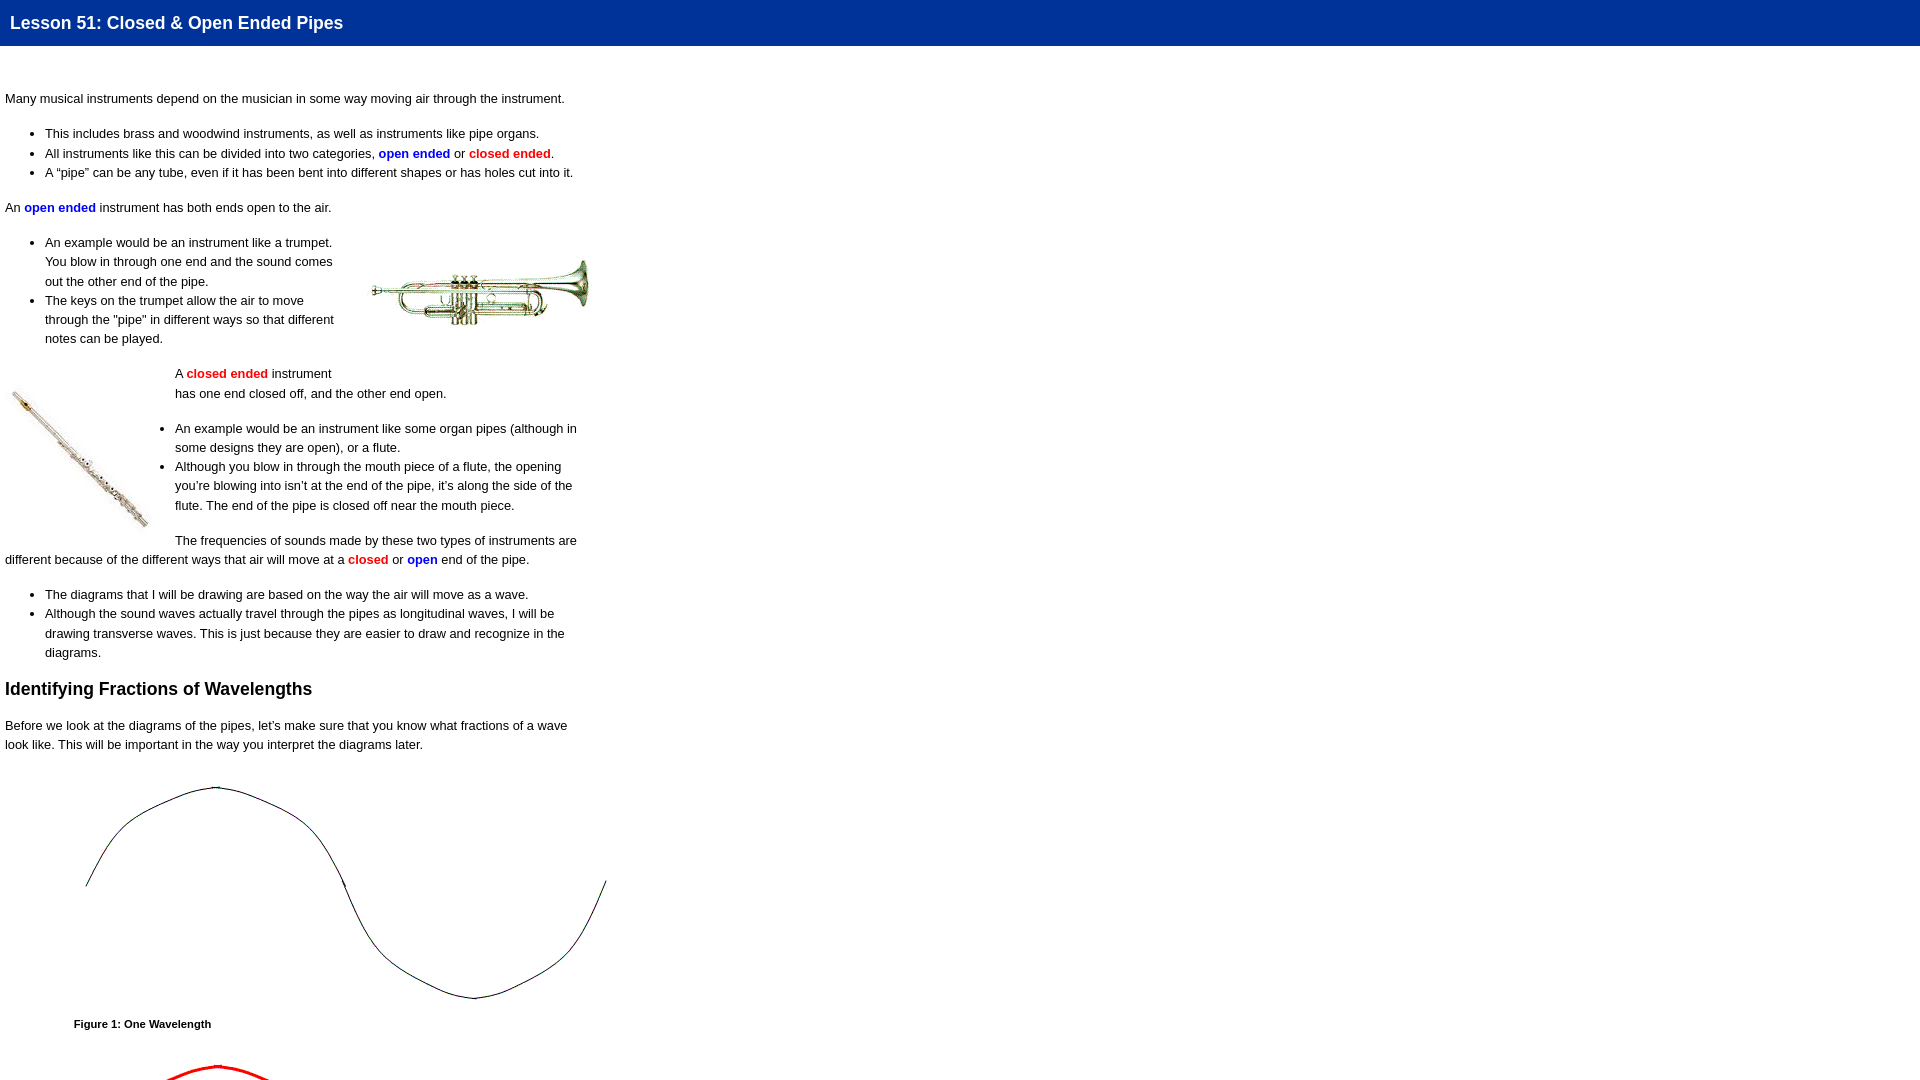 Lesson 51: Closed & Open Ended Pipes
Many musical instruments depend on the musician in some way moving air through the instrument.
This includes brass and woodwind instruments, as well as instruments like pipe organs.
All instruments like this can be divided into two categories, open ended or closed ended.
A “pipe” can be any tube, even if it has been bent into different shapes or has holes cut into it.
An open ended instrument has both ends open to the air.
An example would be an instrument like a trumpet.
You blow in through one end and the sound comes
out the other end of the pipe.
The keys on the trumpet allow the air to move
through the "pipe" in different ways so that different
notes can be played.
A closed ended instrument
has one end closed off, and the other end open.
An example would be an instrument like some organ pipes (although in
some designs they are open), or a flute.
Although you blow in through the mouth piece of a flute, the opening
you’re blowing into isn’t at the end of the pipe, it’s along the side of the
flute. The end of the pipe is closed off near the mouth piece.
The frequencies of sounds made by these two types of instruments are
different because of the different ways that air will move at a closed or open end of the pipe.
The diagrams that I will be drawing are based on the way the air will move as a wave.
Although the sound waves actually travel through the pipes as longitudinal waves, I will be
drawing transverse waves. This is just because they are easier to draw and recognize in the
diagrams.
Identifying Fractions of Wavelengths
Before we look at the diagrams of the pipes, let’s make sure that you know what fractions of a wave
look like. This will be important in the way you interpret the diagrams later.
Figure 1: One Wavelength